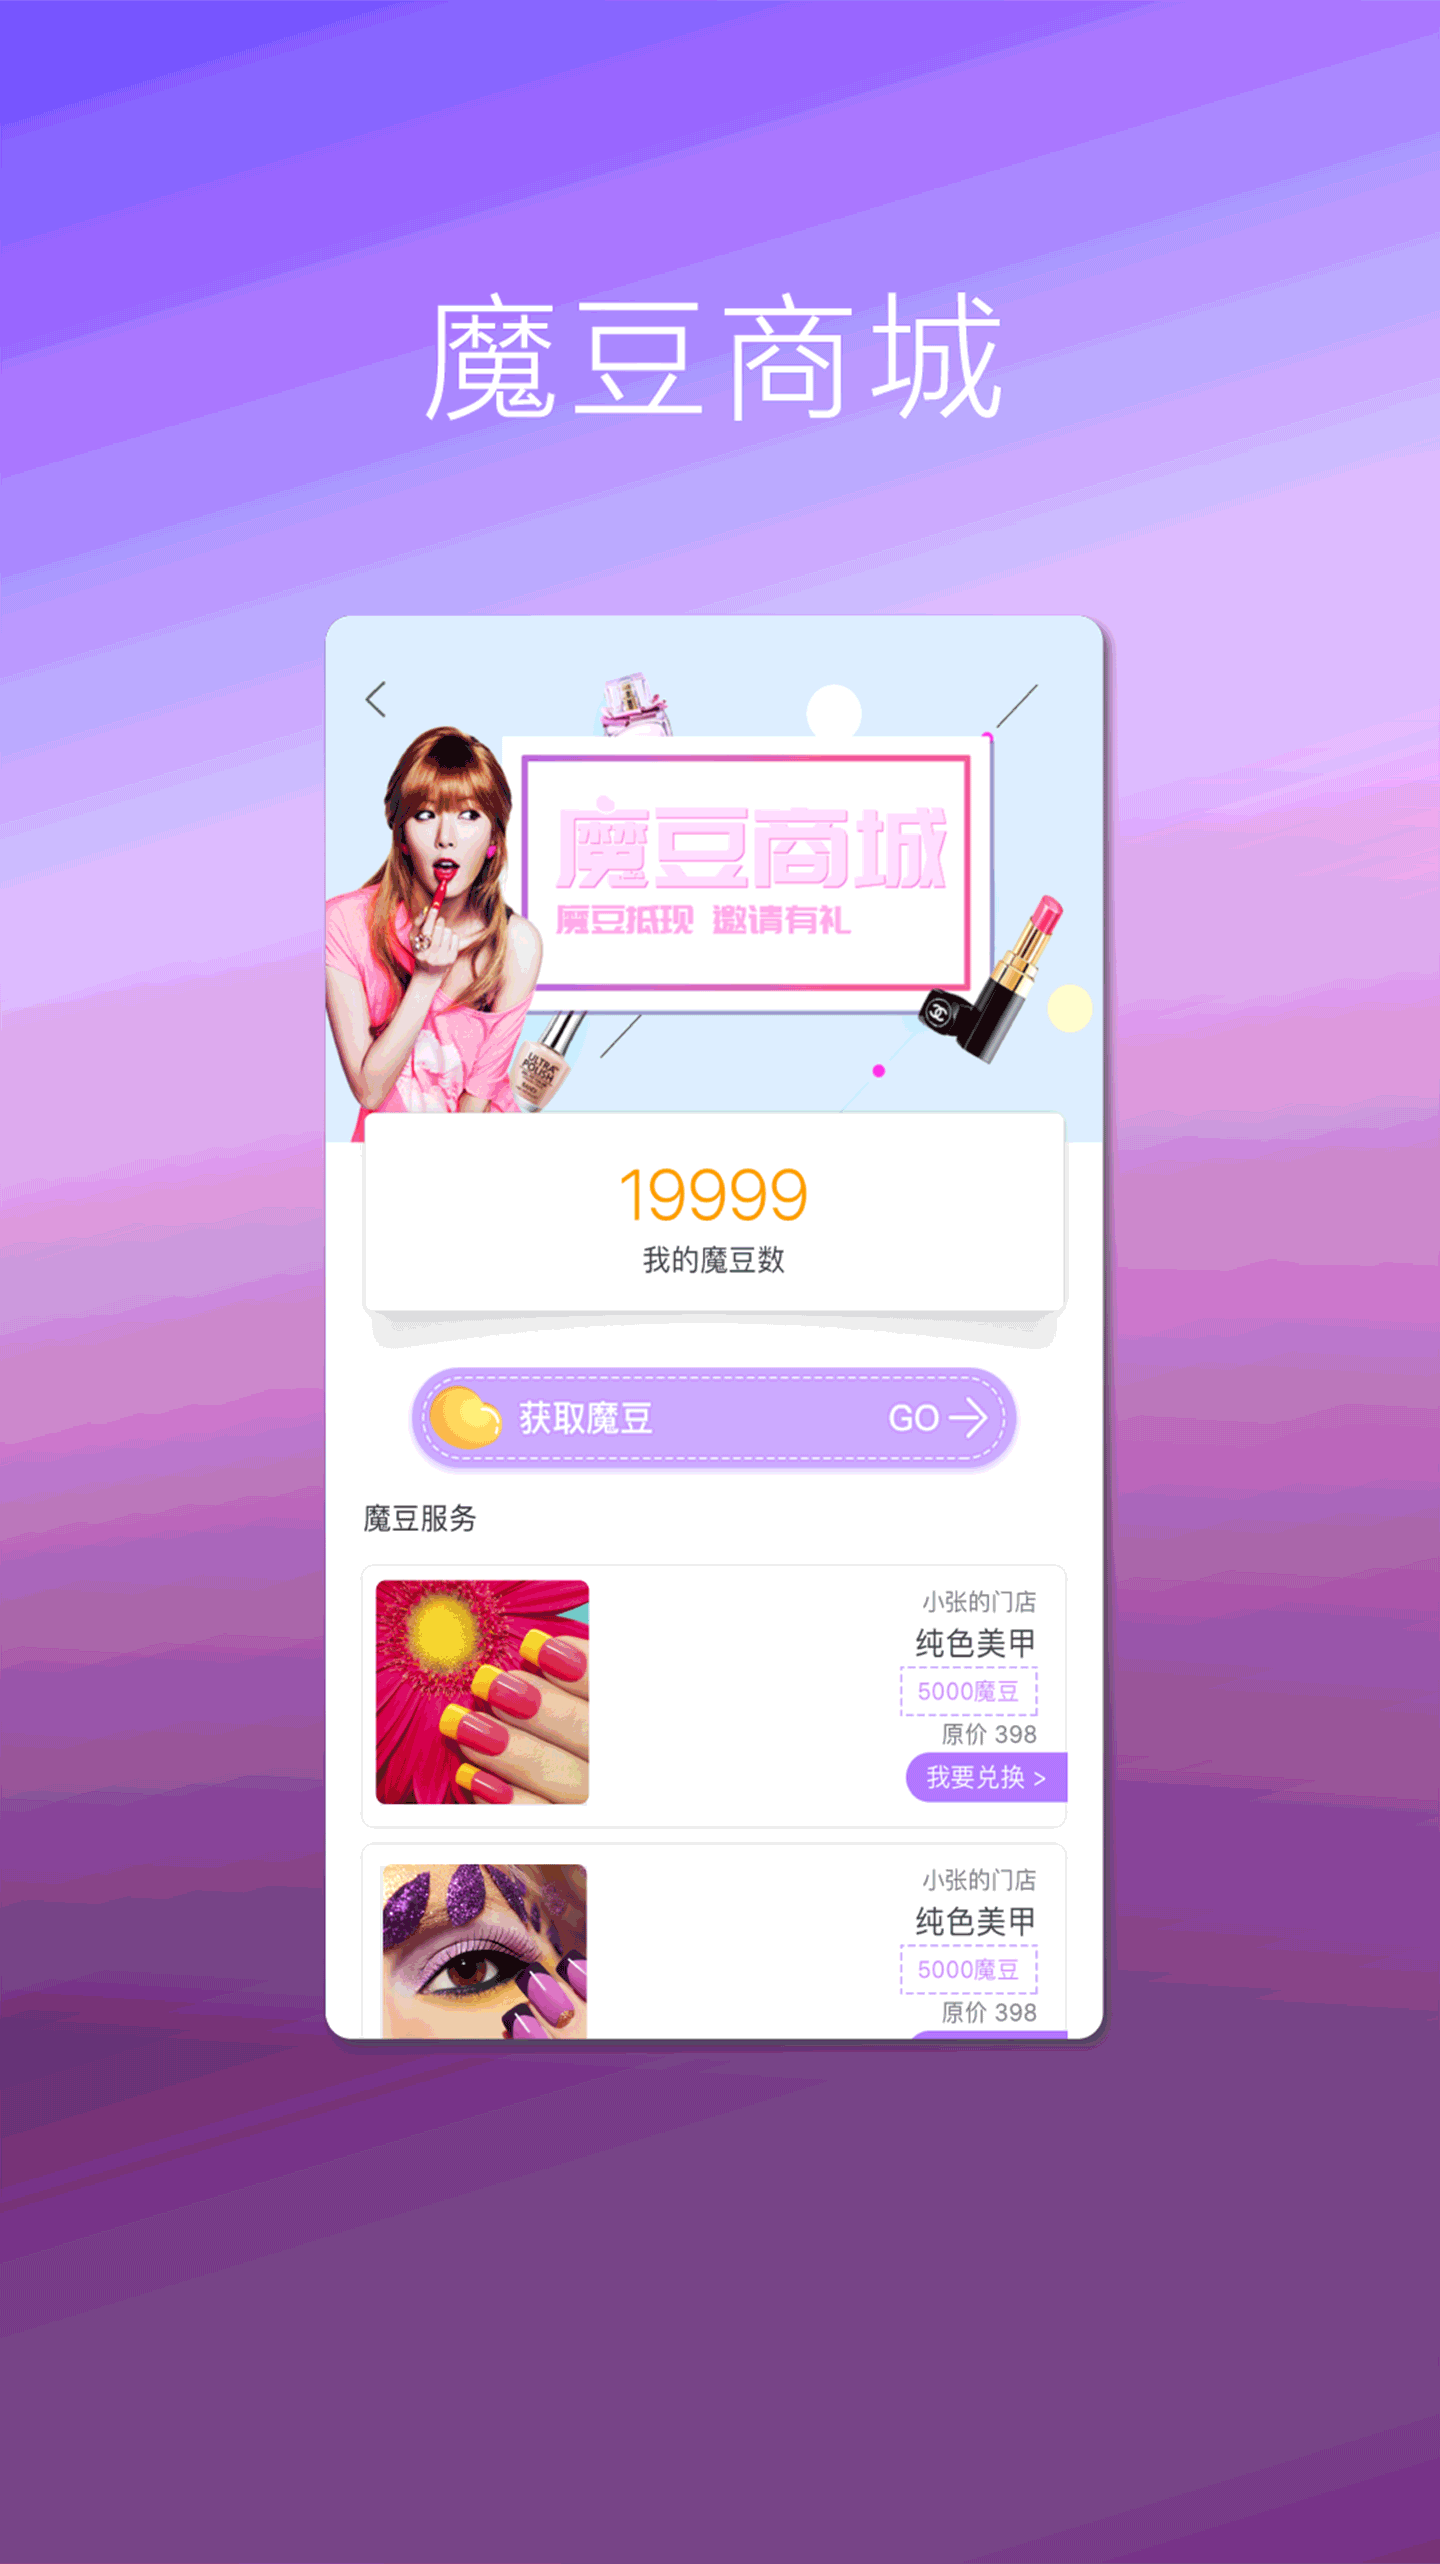 魔豆商城
魔豆商城
魔豆抵现 邀请有礼
ULTRA
POLISH
19999
我的魔豆数
获取魔豆 GO
魔豆服务
小张的门店
纯色美甲
5000魔豆
原价 398
我要兑换 >
小张的门店
纯色美甲
5000魔豆
原价 398